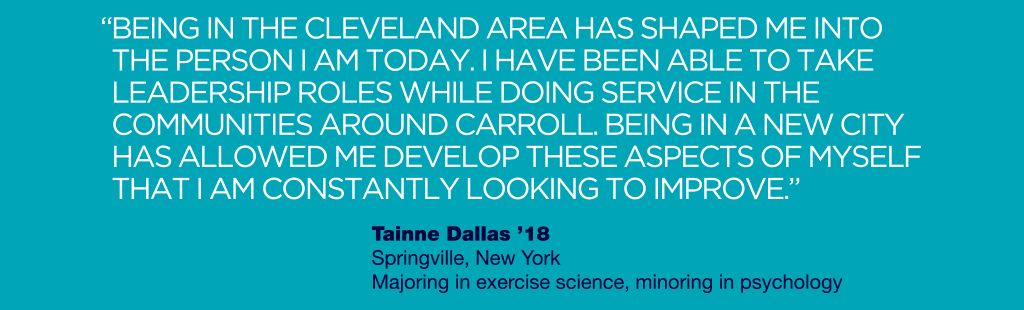 “BEING IN THE CLEVELAND AREA HAS SHAPED ME INTO
THE PERSON I AM TODAY. I HAVE BEEN ABLE TO TAKE
LEADERSHIP ROLES WHILE DOING SERVICE IN THE
COMMUNITIES AROUND CARROLL. BEING IN A NEW CITY
HAS ALLOWED ME DEVELOP THESE ASPECTS OF MYSELF
THAT I AM CONSTANTLY LOOKING TO IMPROVE.”
Tainne Dallas ’18
Springville, New York
Majoring in exercise science, minoring in psychology